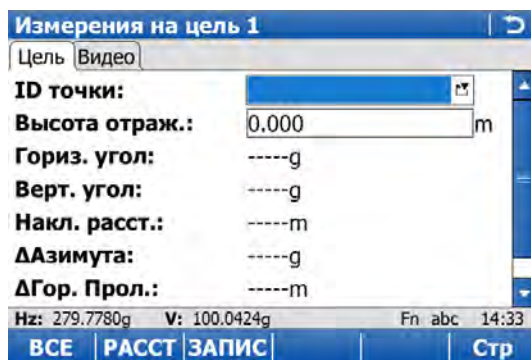 Измерения на цель 1
Цель Видео
ID точки:
Высота отраж.: 0.000 m
Гориз. угол: -----g
Верт. угол: -----g
Накл. расст.: -----m
ΔАзимута: -----g
ΔГор. Прол.: -----m
Hz: 279.7780g V: 100.0424g Fn abc 14:33
ВСЕ РАССТ ЗАПИС Стр